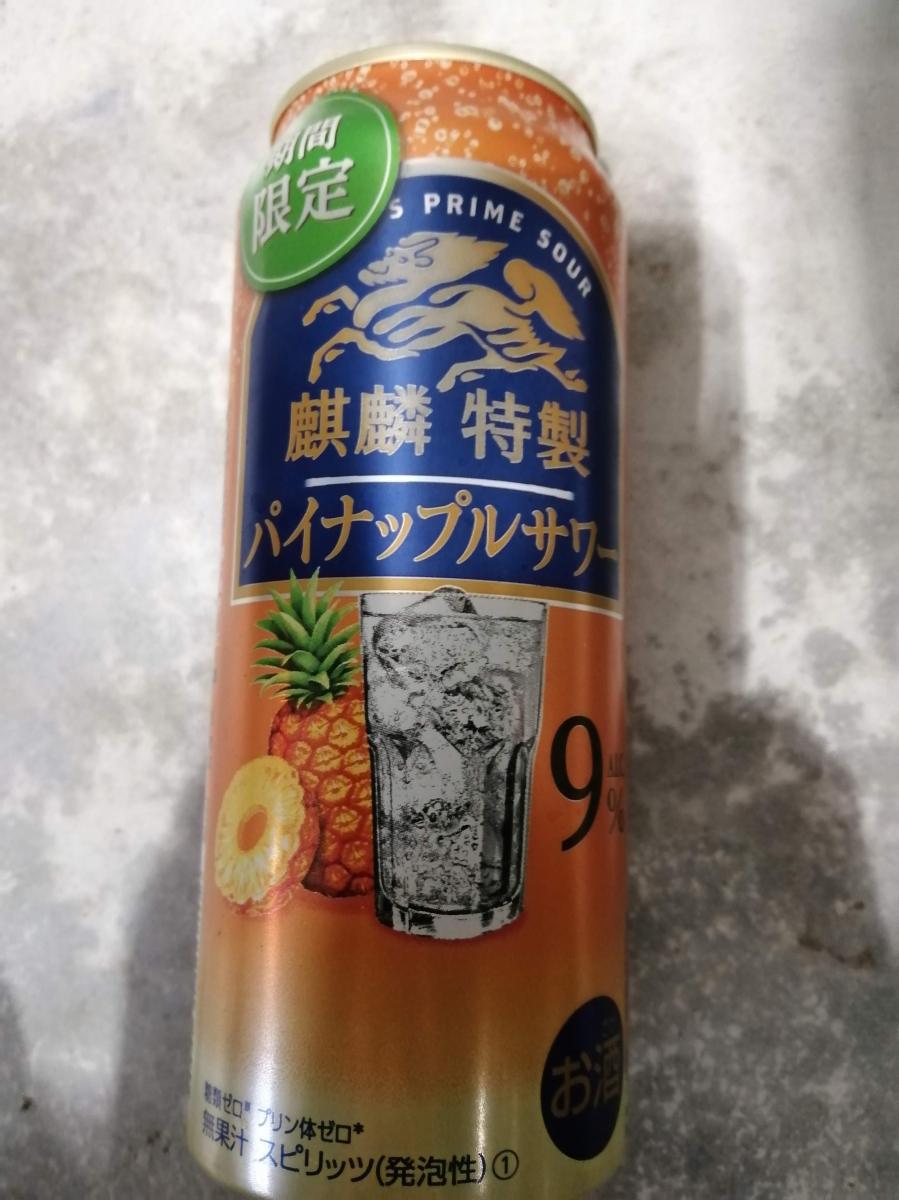 期間
限定
S PRIME SOUR
麒麟 特製
パイナップルサワー
9
ALC.
%
お酒
糖類ゼロ* プリン体ゼロ*
無果汁 スピリッツ(発泡性)①